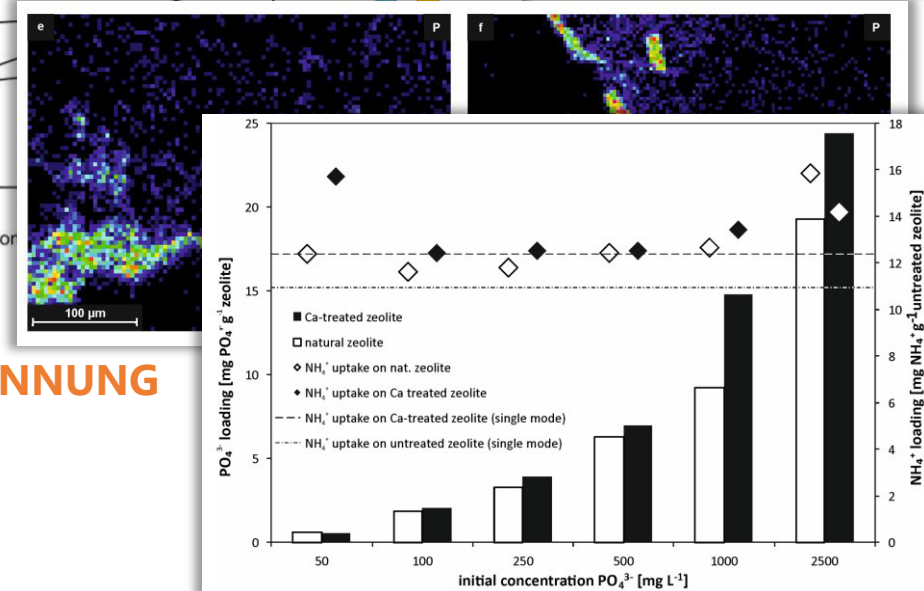 e
P
f
P
100 µm
or
NNUNG
25
20
15
10
5
0
PO₄³⁻ loading [mg PO₄³⁻ g⁻¹ zeolite]
18
16
14
12
10
8
6
4
2
0
NH₄⁺ loading [mg NH₄⁺ g⁻¹ untreated zeolite]
Ca-treated zeolite
natural zeolite
NH₄⁺ uptake on nat. zeolite
NH₄⁺ uptake on Ca treated zeolite
NH₄⁺ uptake on Ca-treated zeolite (single mode)
NH₄⁺ uptake on untreated zeolite (single mode)
50 100 250 500 1000 2500
initial concentration PO₄³⁻ [mg L⁻¹]